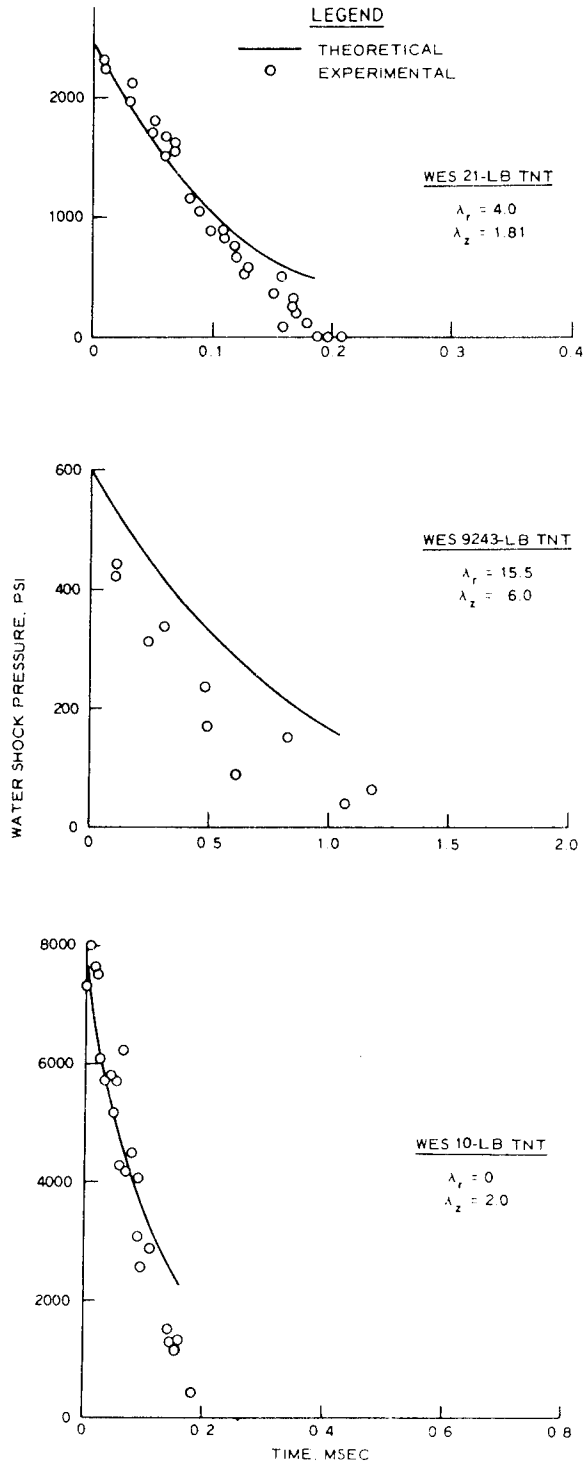 LEGEND
THEORETICAL
EXPERIMENTAL
2000
1000
0
WES 21-LB TNT
λr = 4.0
λz = 1.81
0 0.1 0.2 0.3 0.4
WATER SHOCK PRESSURE, PSI
600
400
200
0
WES 9243-LB TNT
λr = 15.5
λz = 6.0
0 0.5 1.0 1.5 2.0
8000
6000
4000
2000
0
WES 10-LB TNT
λr = 0
λz = 2.0
0 0.2 0.4 0.6 0.8
TIME, MSEC